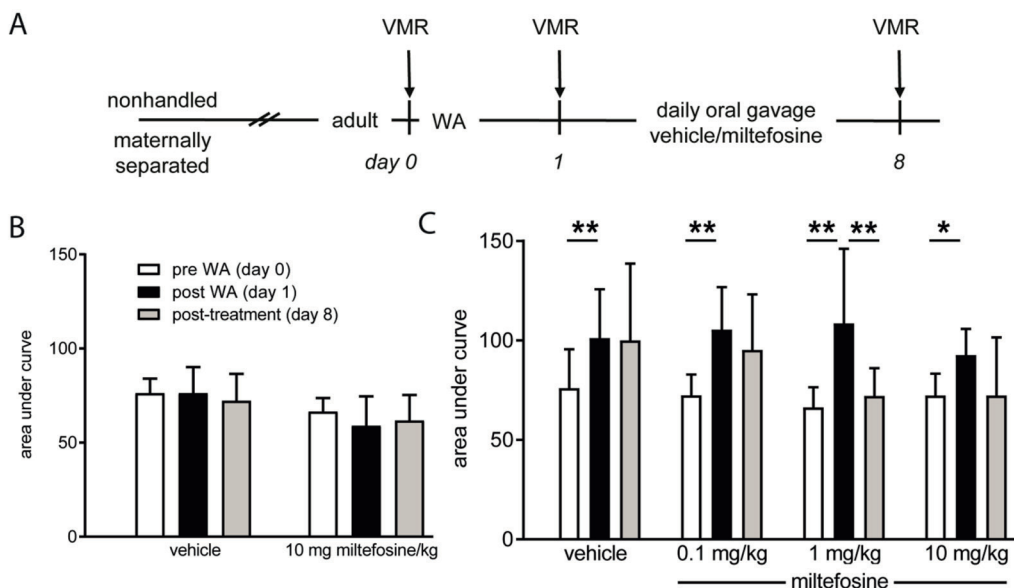 A
VMR
VMR
VMR
nonhandled
maternally
separated
adult
WA
daily oral gavage
vehicle/miltefosine
day 0
1
8
B
150
100
50
0
area under curve
pre WA (day 0)
post WA (day 1)
post-treatment (day 8)
vehicle
10 mg miltefosine/kg
C
150
100
50
0
area under curve
**
**
**
**
*
vehicle
0.1 mg/kg
1 mg/kg
10 mg/kg
miltefosine